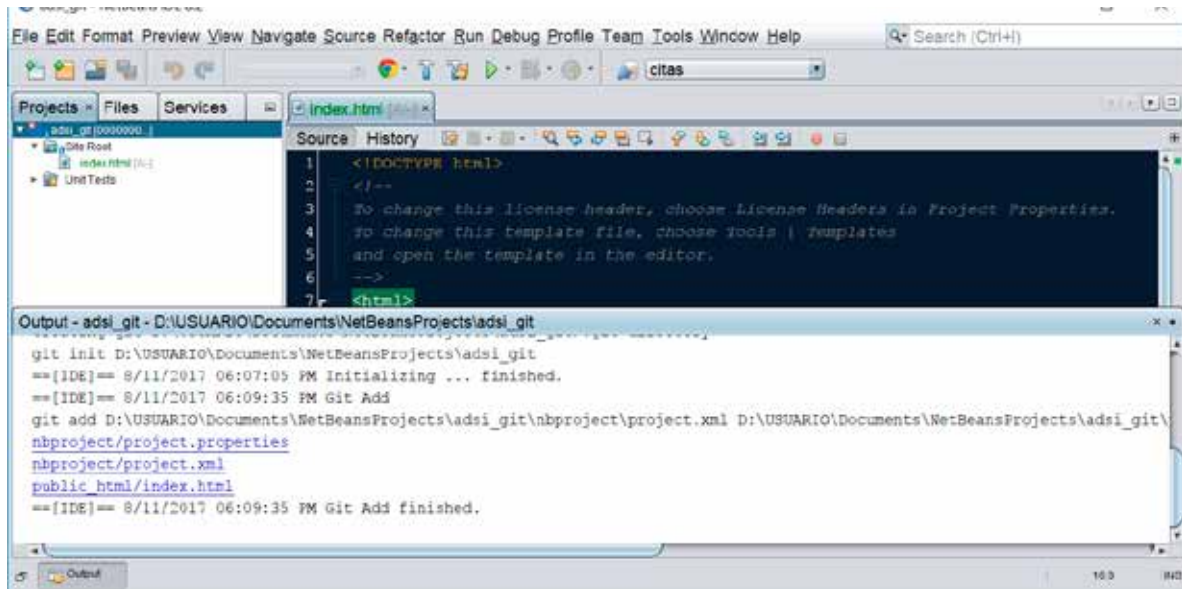 File Edit Format Preview View Navigate Source Refactor Run Debug Profile Team Tools Window Help
Search (Ctrl+I)
citas
Projects Files Services
index.html
adsi_git
Site Root
index.html
Unit Tests
Source History
1 <!DOCTYPE html>
2 <!--
3 To change this license header, choose License Headers in Project Properties.
4 To change this template file, choose Tools | Templates
5 and open the template in the editor.
6 -->
7 <html>
Output - adsi_git - D:\USUARIO\Documents\NetBeansProjects\adsi_git
git init D:\USUARIO\Documents\NetBeansProjects\adsi_git
==[IDE]== 8/11/2017 06:07:05 PM Initializing ... finished.
==[IDE]== 8/11/2017 06:09:35 PM Git Add
git add D:\USUARIO\Documents\NetBeansProjects\adsi_git\nbproject\project.xml D:\USUARIO\Documents\NetBeansProjects\adsi_git\
nbproject/project.properties
nbproject/project.xml
public_html/index.html
==[IDE]== 8/11/2017 06:09:35 PM Git Add finished.
Output
INS